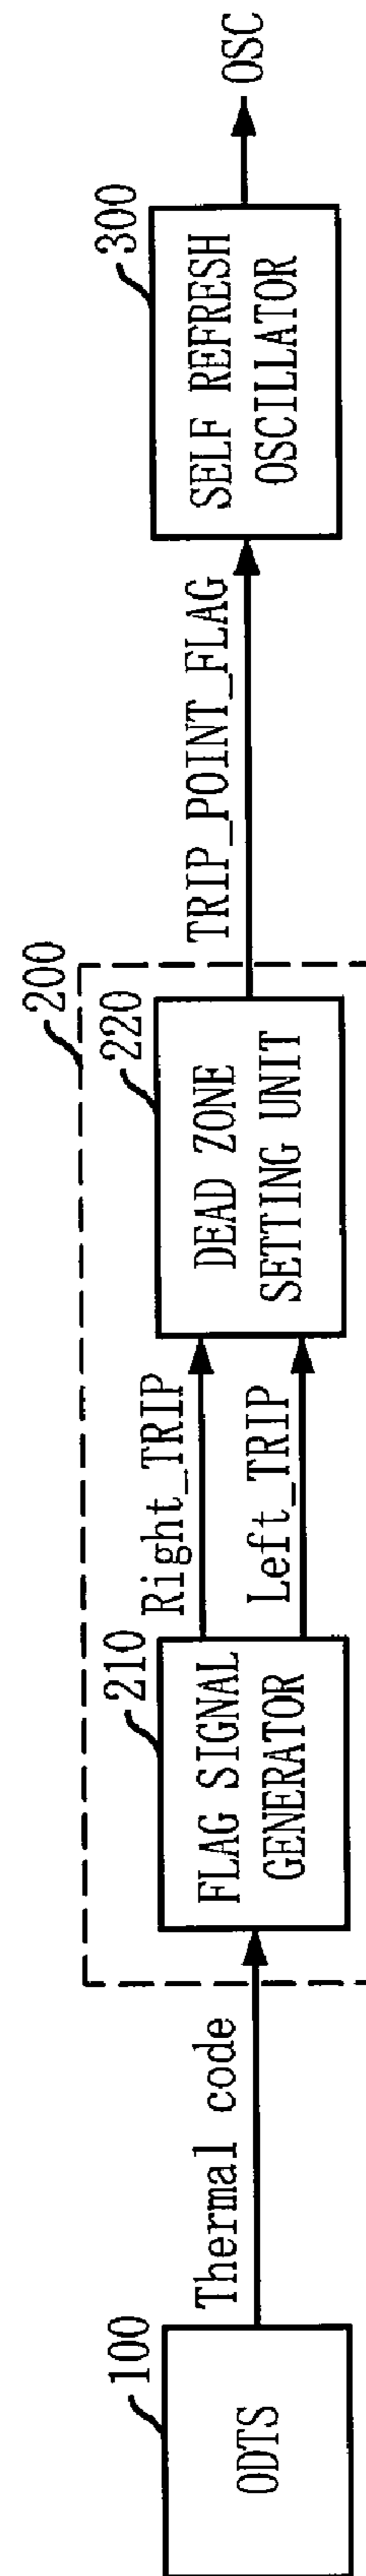 100
ODTS
Thermal code
200
210
FLAG SIGNAL
GENERATOR
Right_TRIP
Left_TRIP
220
DEAD ZONE
SETTING UNIT
TRIP_POINT_FLAG
300
SELF REFRESH
OSCILLATOR
OSC